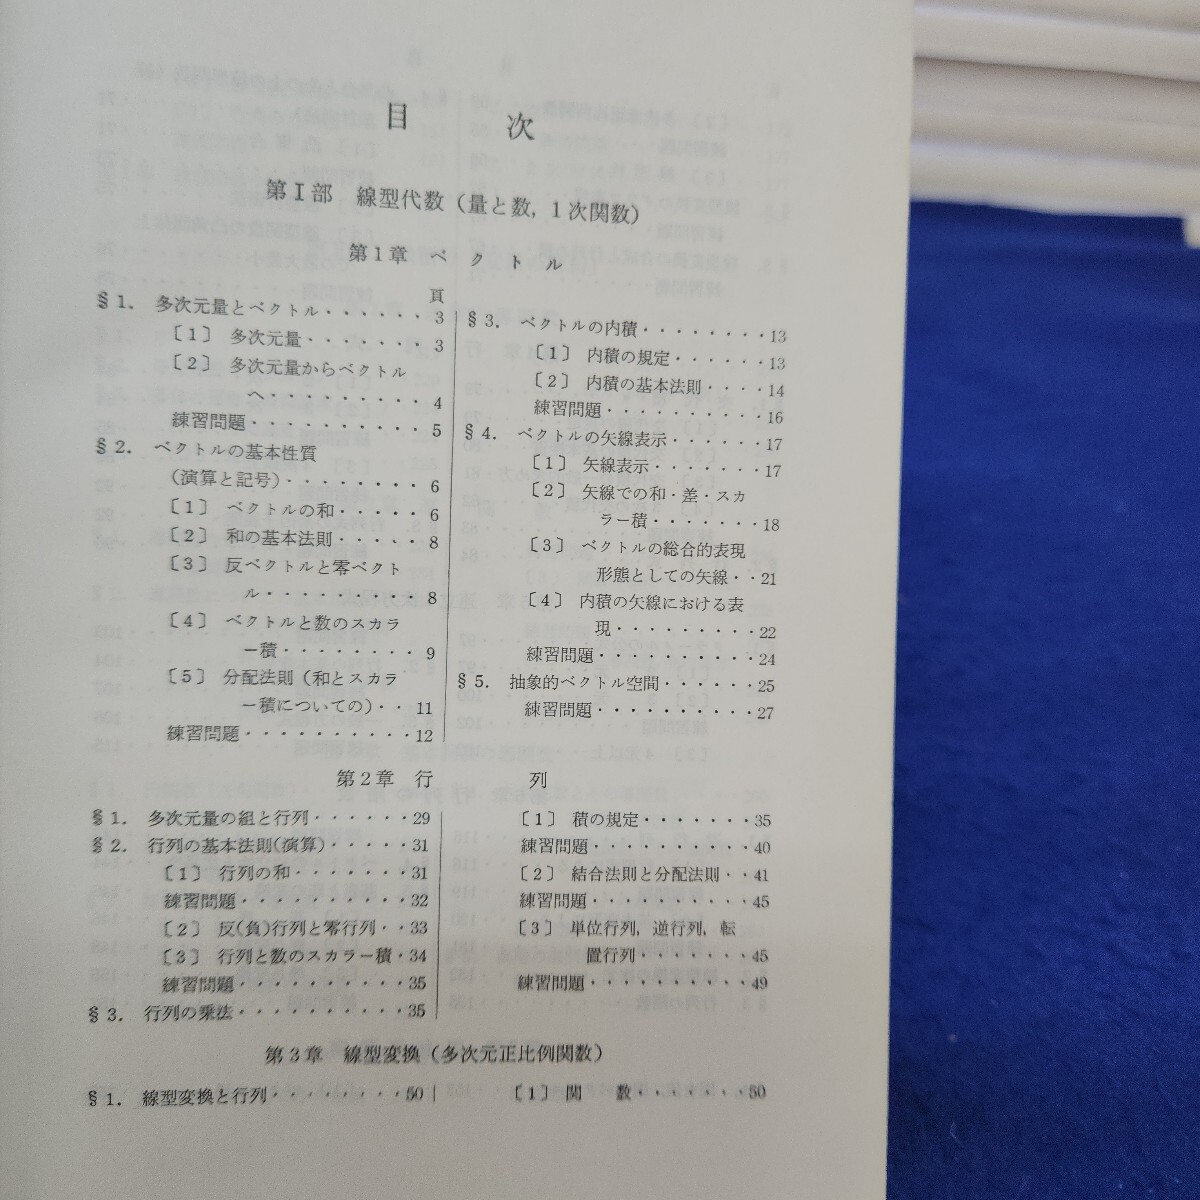 目次
第Ⅰ部 線型代数（量と数，1次関数）
第1章 ベクトル
頁
§1. 多次元量とベクトル・・・・・・3
〔1〕 多次元量・・・・・・・3
〔2〕 多次元量からベクトル
へ・・・・・・・・・4
練習問題・・・・・・・・・・5
§2. ベクトルの基本性質
（演算と記号）・・・・・・・・6
〔1〕 ベクトルの和・・・・・6
〔2〕 和の基本法則・・・・・8
〔3〕 反ベクトルと零ベクト
ル・・・・・・・・・8
〔4〕 ベクトルと数のスカラ
ー積・・・・・・・・9
〔5〕 分配法則（和とスカラ
ー積についての）・・11
練習問題・・・・・・・・・・12
§3. ベクトルの内積・・・・・・・・13
〔1〕 内積の規定・・・・・・13
〔2〕 内積の基本法則・・・・14
練習問題・・・・・・・・・・16
§4. ベクトルの矢線表示・・・・・・17
〔1〕 矢線表示・・・・・・・17
〔2〕 矢線での和・差・スカ
ラー積・・・・・・・18
〔3〕 ベクトルの総合的表現
形態としての矢線・・21
〔4〕 内積の矢線における表
現・・・・・・・・・22
練習問題・・・・・・・・・・24
§5. 抽象的ベクトル空間・・・・・・25
練習問題・・・・・・・・・・27
第2章 行列
§1. 多次元量の組と行列・・・・・・29
§2. 行列の基本法則(演算)・・・・・31
〔1〕 行列の和・・・・・・・31
練習問題・・・・・・・・・・32
〔2〕 反(負)行列と零行列・・33
〔3〕 行列と数のスカラー積・34
練習問題・・・・・・・・・・35
§3. 行列の乗法・・・・・・・・・・35
〔1〕 積の規定・・・・・・・35
練習問題・・・・・・・・・・40
〔2〕 結合法則と分配法則・・41
練習問題・・・・・・・・・・45
〔3〕 単位行列，逆行列，転
置行列・・・・・・・45
練習問題・・・・・・・・・・49
第3章 線型変換（多次元正比例関数）
§1. 線型変換と行列・・・・・・・・50
〔1〕 関数・・・・・・・50